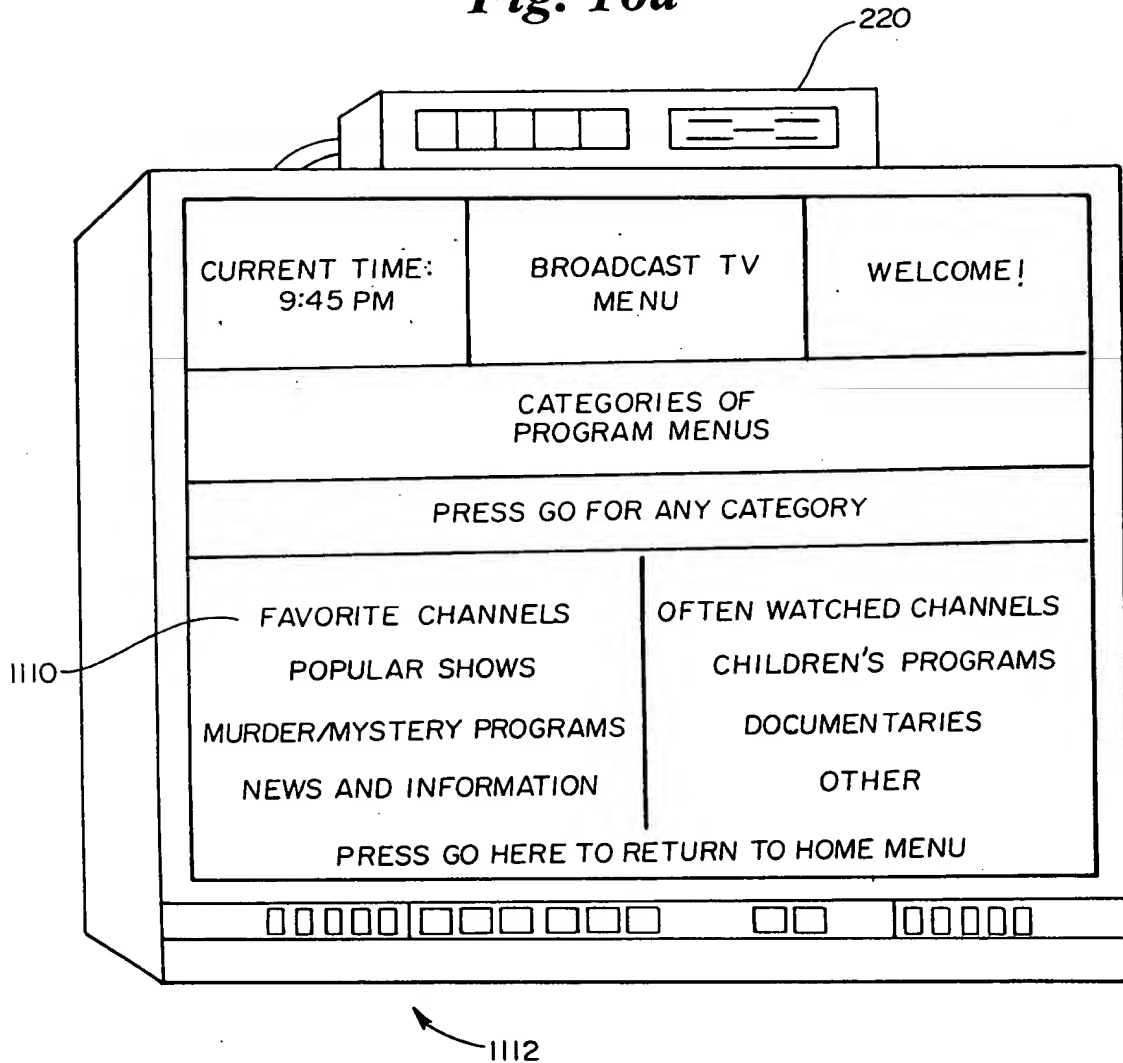 Fig. 10a
220
CURRENT TIME:
9:45 PM
BROADCAST TV
MENU
WELCOME!
CATEGORIES OF
PROGRAM MENUS
PRESS GO FOR ANY CATEGORY
FAVORITE CHANNELS
POPULAR SHOWS
MURDER/MYSTERY PROGRAMS
NEWS AND INFORMATION
OFTEN WATCHED CHANNELS
CHILDREN'S PROGRAMS
DOCUMENTARIES
OTHER
PRESS GO HERE TO RETURN TO HOME MENU
1110
1112